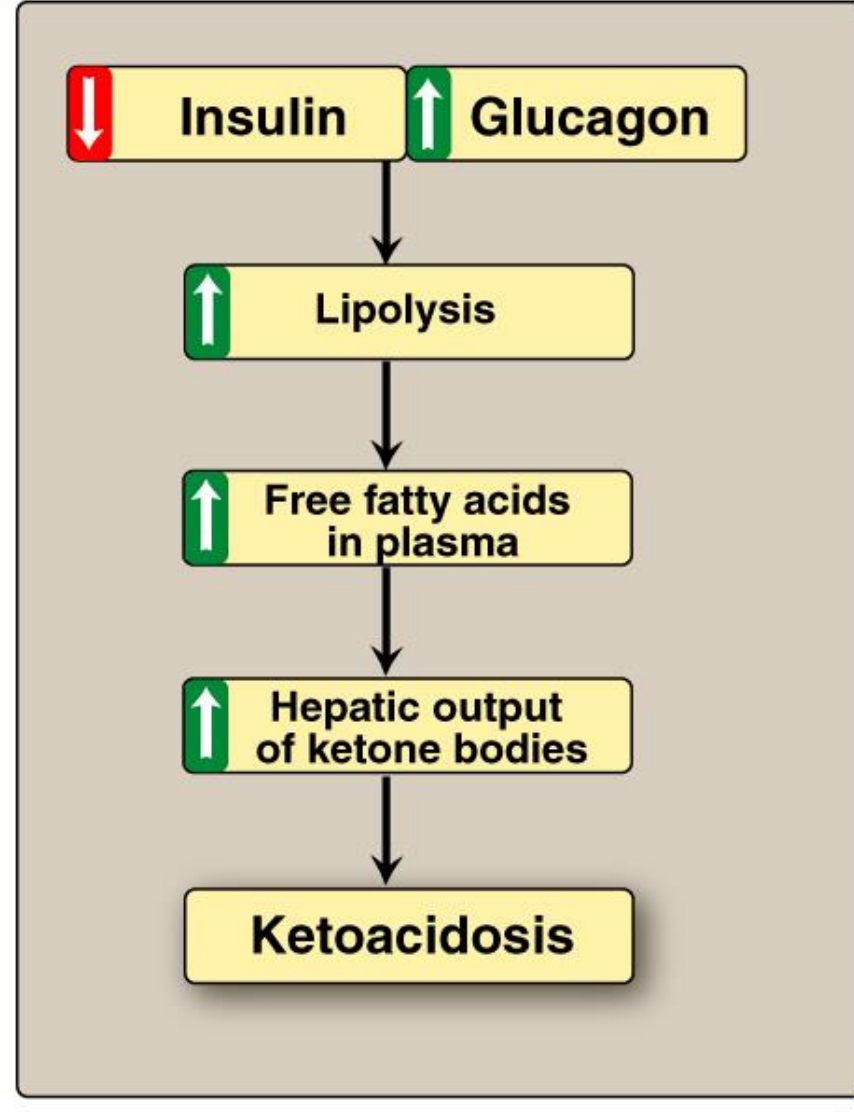 Insulin
Glucagon
Lipolysis
Free fatty acids
in plasma
Hepatic output
of ketone bodies
Ketoacidosis